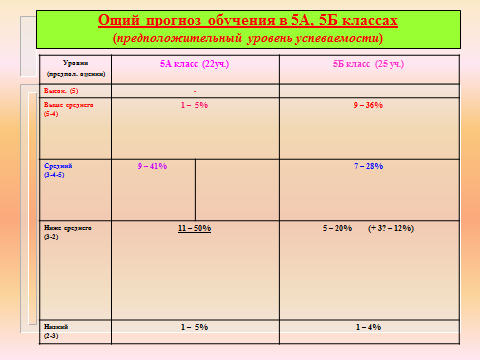 Ощий прогноз обучения в 5А, 5Б классах
(предположительный уровень успеваемости)
Уровни 5А класс (22уч.) 5Б класс (25 уч.)
(предпол. оценки)
Высок. (5) -
Выше среднего 1 – 5% 9 – 36%
(5-4)
Средний 9 – 41% 7 – 28%
(3-4-5)
Ниже среднего 11 – 50% 5 – 20% (+ 3? – 12%)
(3-2)
Низкий 1 – 5% 1 – 4%
(2-3)